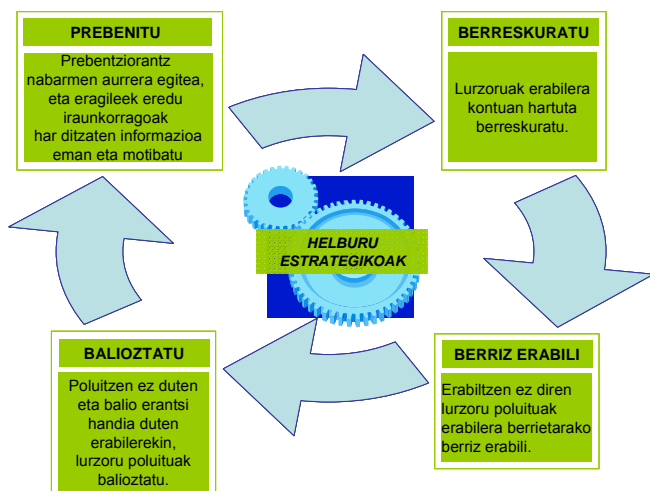 PREBENITU
Prebentziorantz
nabarmen aurrera egitea,
eta eragileek eredu
iraunkorragoak
har ditzaten informazioa
eman eta motibatu
BERRESKURATU
Lurzoruak erabilera
kontuan hartuta
berreskuratu.
HELBURU
ESTRATEGIKOAK
BALIOZTATU
Poluitzen ez duten
eta balio erantsi
handia duten
erabilerekin,
lurzoru poluituak
balioztatu.
BERRIZ ERABILI
Erabiltzen ez diren
lurzoru poluituak
erabilera berrietarako
berriz erabili.